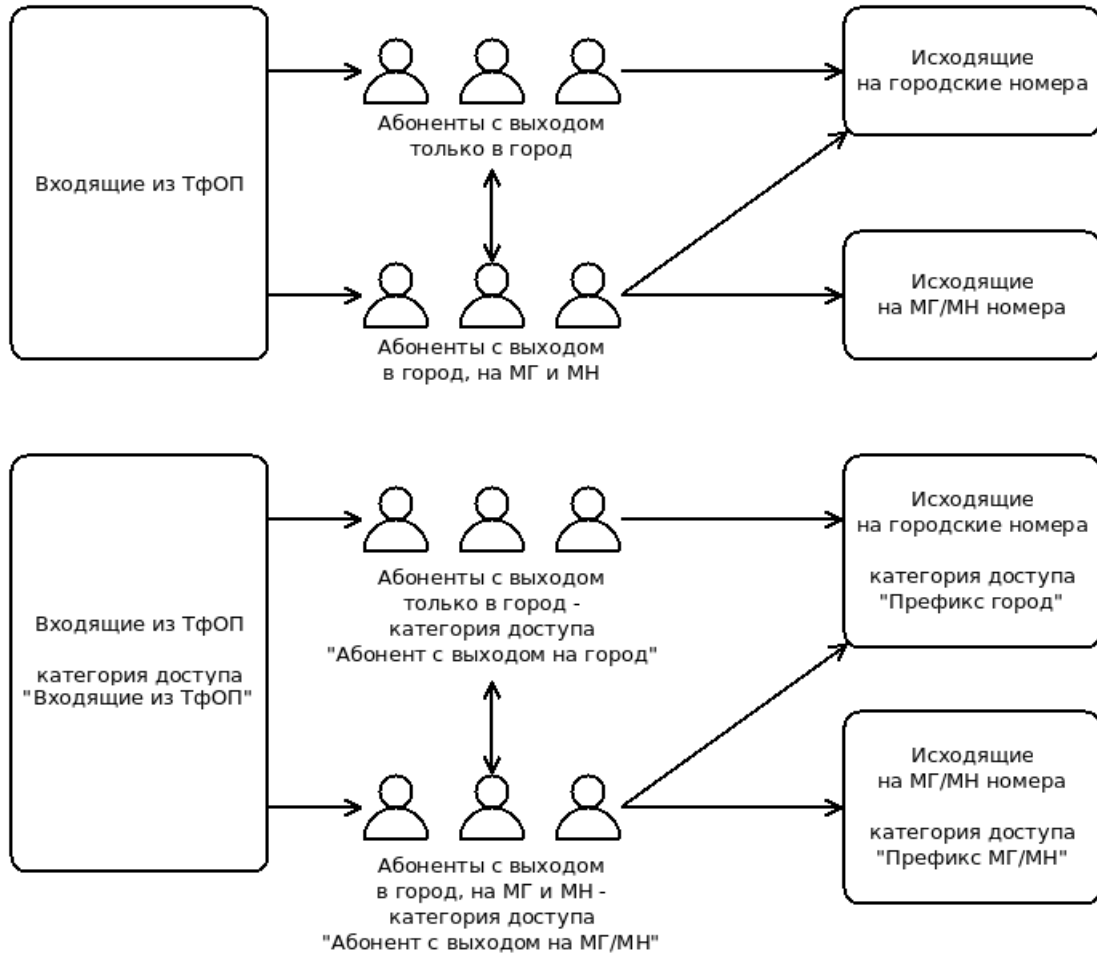 Входящие из ТфОП
Абоненты с выходом
только в город
Абоненты с выходом
в город, на МГ и МН
Исходящие
на городские номера
Исходящие
на МГ/МН номера
Входящие из ТфОП
категория доступа
"Входящие из ТфОП"
Абоненты с выходом
только в город -
категория доступа
"Абонент с выходом на город"
Абоненты с выходом
в город, на МГ и МН -
категория доступа
"Абонент с выходом на МГ/МН"
Исходящие
на городские номера
категория доступа
"Префикс город"
Исходящие
на МГ/МН номера
категория доступа
"Префикс МГ/МН"